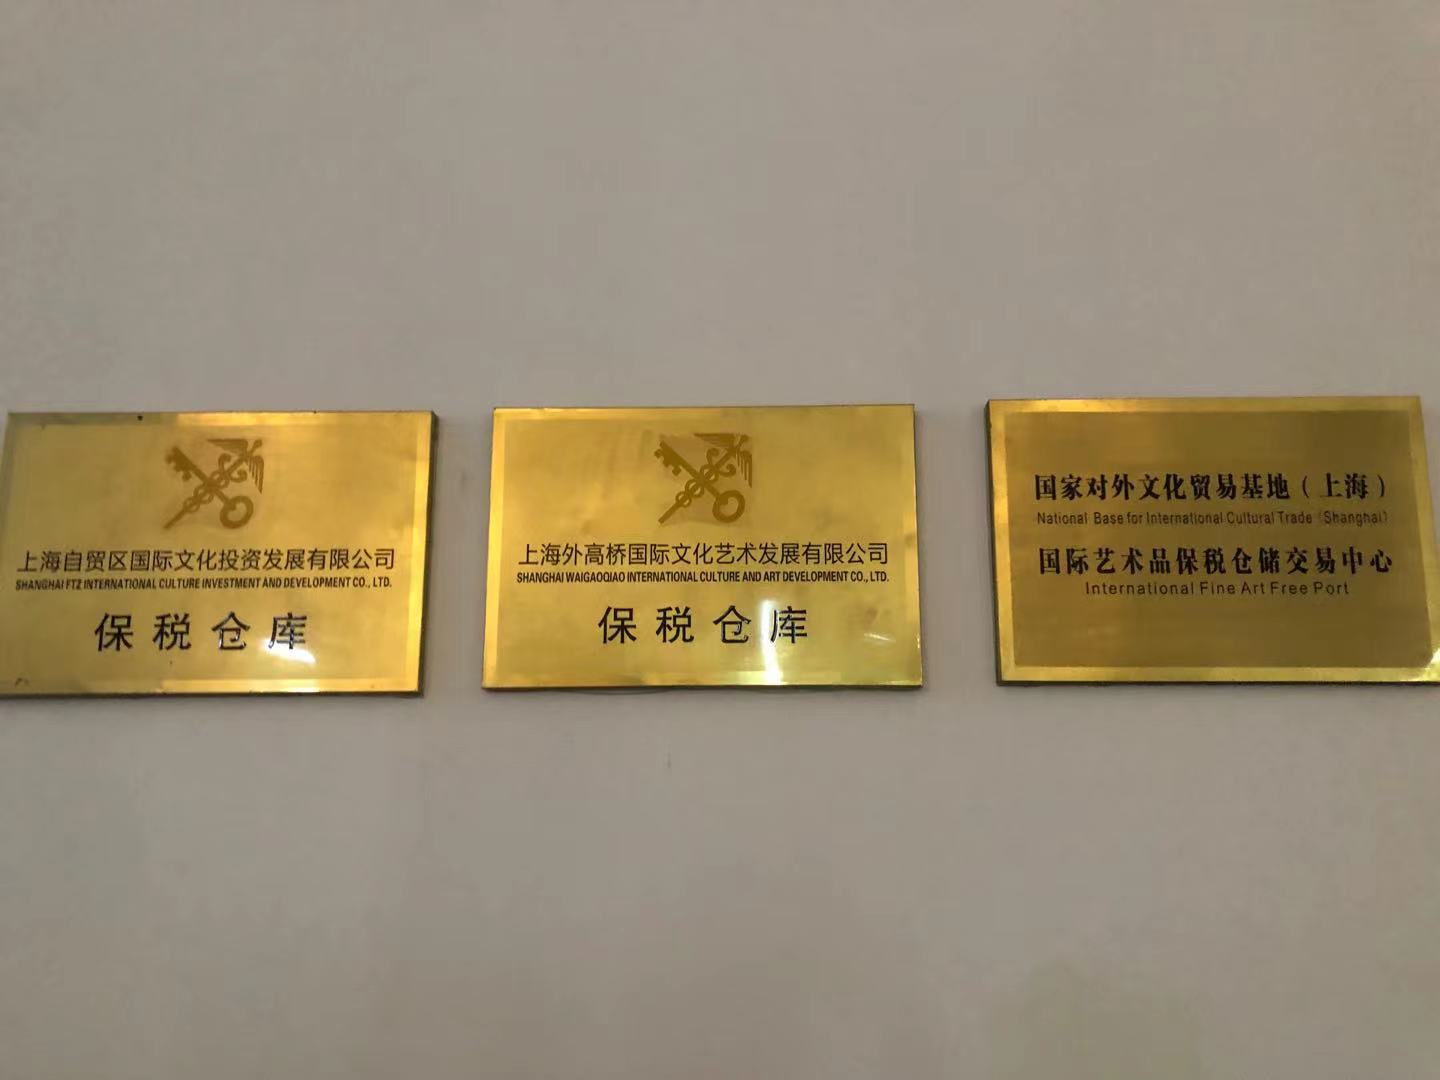 上海自贸区国际文化投资发展有限公司
SHANGHAI FTZ INTERNATIONAL CULTURE INVESTMENT AND DEVELOPMENT CO., LTD.
保税仓库
上海外高桥国际文化艺术发展有限公司
SHANGHAI WAIGAOQIAO INTERNATIONAL CULTURE AND ART DEVELOPMENT CO., LTD.
保税仓库
国家对外文化贸易基地（上海）
National Base for International Cultural Trade (Shanghai)
国际艺术品保税仓储交易中心
International Fine Art Free Port